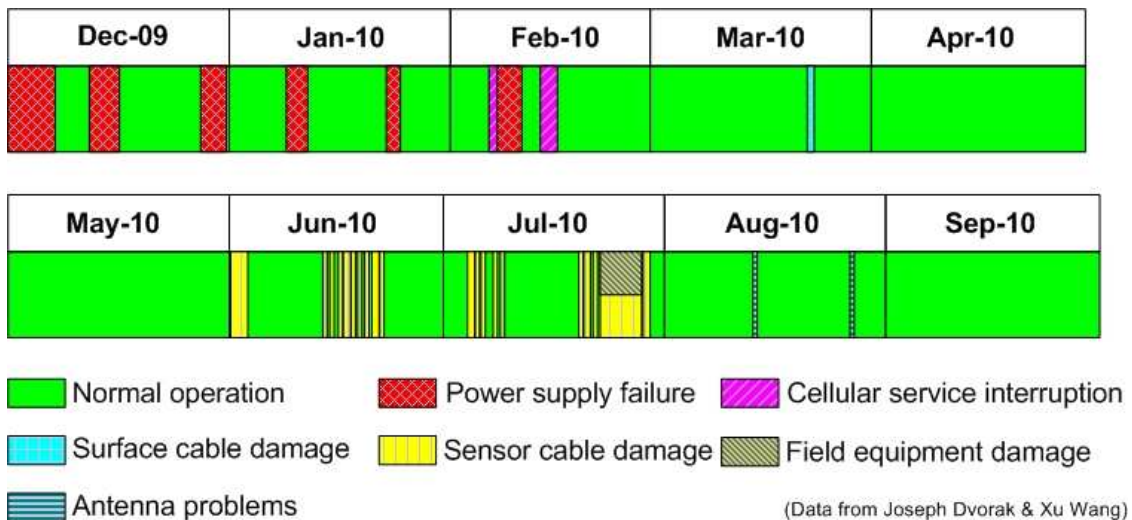 Dec-09 Jan-10 Feb-10 Mar-10 Apr-10
May-10 Jun-10 Jul-10 Aug-10 Sep-10
Normal operation Power supply failure Cellular service interruption
Surface cable damage Sensor cable damage Field equipment damage
Antenna problems
(Data from Joseph Dvorak & Xu Wang)